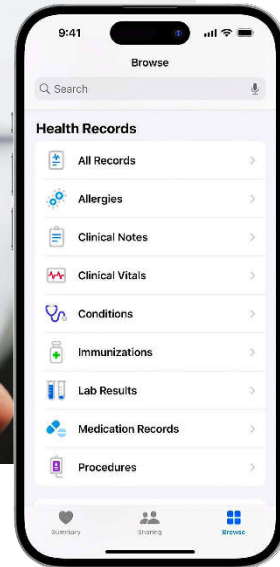 9:41
Browse
Search
Health Records
All Records
Allergies
Clinical Notes
Clinical Vitals
Conditions
Immunizations
Lab Results
Medication Records
Procedures
Summary
Sharing
Browse